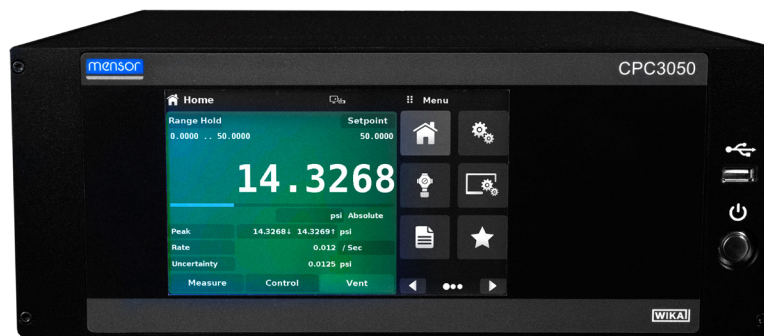 mensor
CPC3050
Home
Menu
Range Hold
Setpoint
0.0000 .. 50.0000
50.0000
14.3268
psi Absolute
Peak
14.3268↓ 14.3269↑ psi
Rate
0.012 / Sec
Uncertainty
0.0125 psi
Measure
Control
Vent
WIKAI